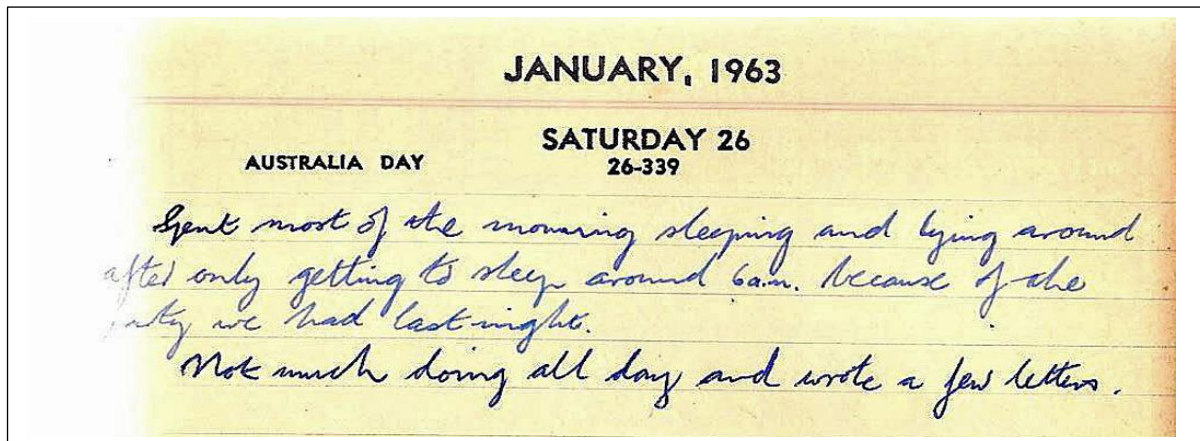 JANUARY, 1963
SATURDAY 26
AUSTRALIA DAY
26-339
Spent most of the morning sleeping and lying around
after only getting to sleep around 6a.m. because of the
party we had last night.
Not much doing all day and wrote a few letters.